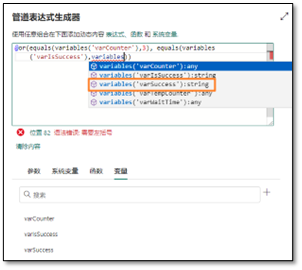 管道表达式生成器
使用任意组合在下面添加动态内容 表达式、函数 和 系统变量
@or(equals(variables('varCounter'),3), equals(variables
('varIsSuccess'),variables))
variables('varCounter'):any
variables('varIsSuccess'):string
variables('varSuccess'):string
variables('varTempCounter'):any
variables('varWaitTime'):any
位置 82 语法错误: 需要左括号
清除内容
参数 系统变量 函数 变量
搜索
varCounter
varIsSuccess
varSuccess